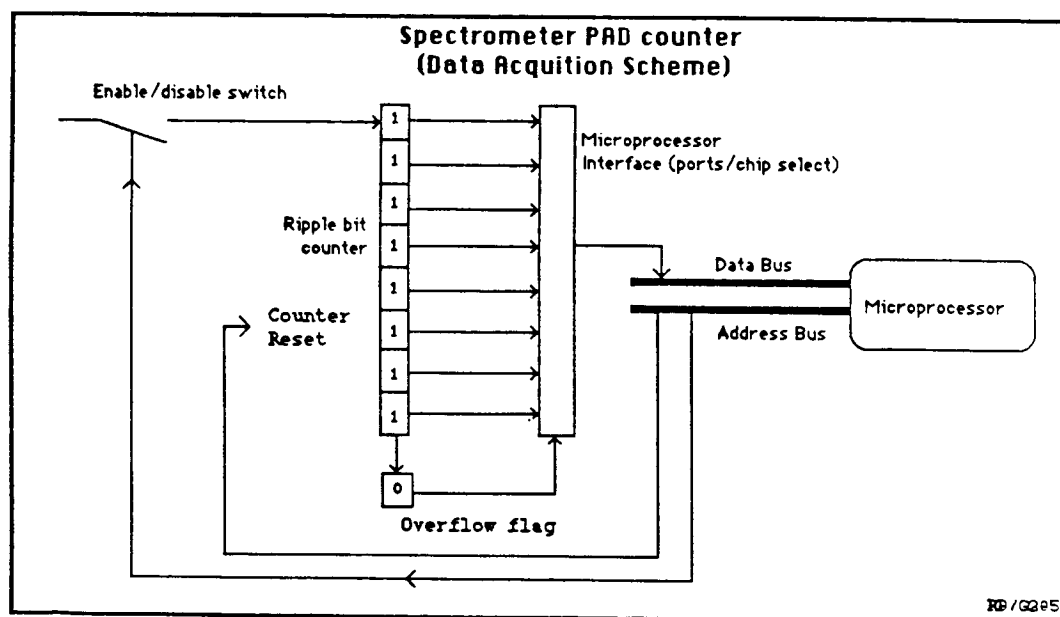 Spectrometer PAD counter
(Data Acquition Scheme)
Enable/disable switch
Microprocessor
Interface (ports/chip select)
1
1
1
1
1
1
1
1
Ripple bit
counter
Counter
Reset
Data Bus
Address Bus
Microprocessor
0
Overflow flag